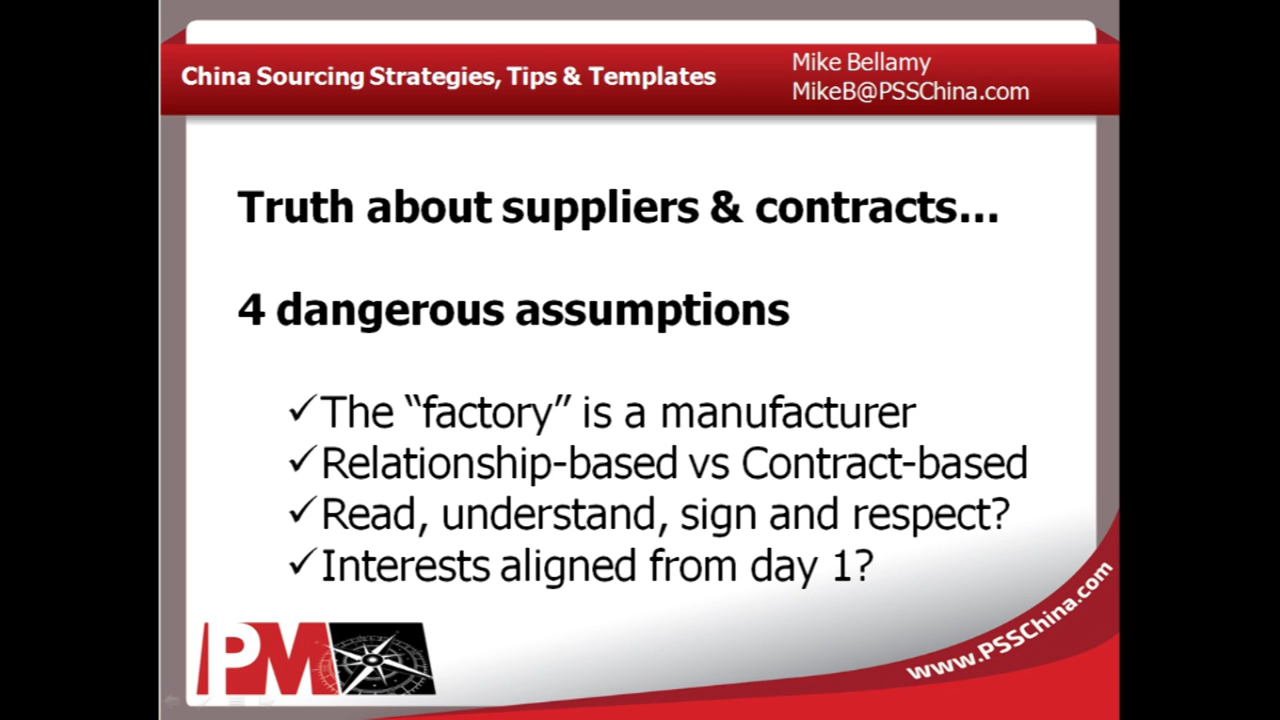 China Sourcing Strategies, Tips & Templates
Mike Bellamy
MikeB@PSSChina.com
Truth about suppliers & contracts...
4 dangerous assumptions
✓The “factory” is a manufacturer
✓Relationship-based vs Contract-based
✓Read, understand, sign and respect?
✓Interests aligned from day 1?
PM
www.PSSChina.com